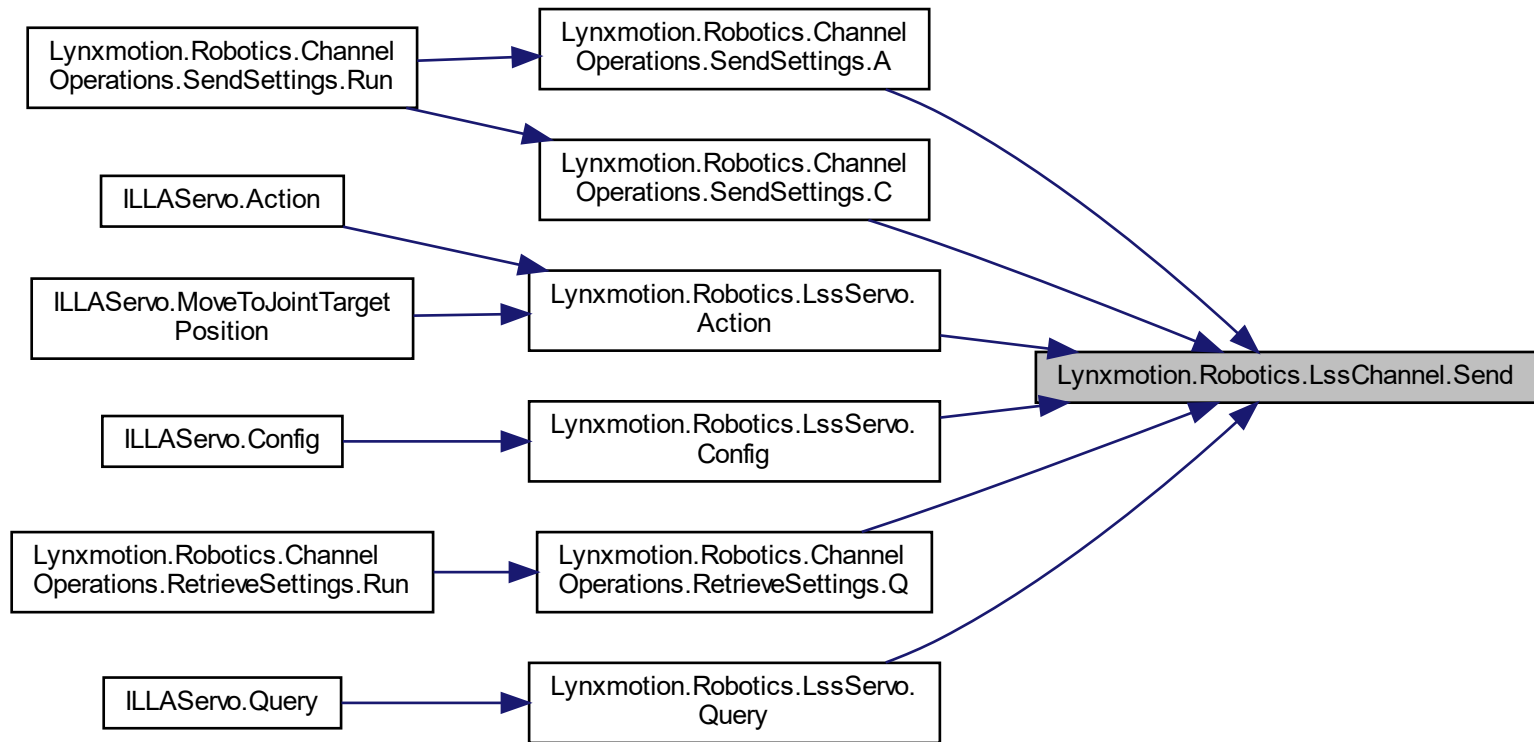 Lynxmotion.Robotics.Channel
Operations.SendSettings.Run
Lynxmotion.Robotics.Channel
Operations.SendSettings.A
Lynxmotion.Robotics.Channel
Operations.SendSettings.C
ILLAServo.Action
ILLAServo.MoveToJointTarget
Position
Lynxmotion.Robotics.LssServo.
Action
Lynxmotion.Robotics.LssChannel.Send
ILLAServo.Config
Lynxmotion.Robotics.LssServo.
Config
Lynxmotion.Robotics.Channel
Operations.RetrieveSettings.Run
Lynxmotion.Robotics.Channel
Operations.RetrieveSettings.Q
ILLAServo.Query
Lynxmotion.Robotics.LssServo.
Query